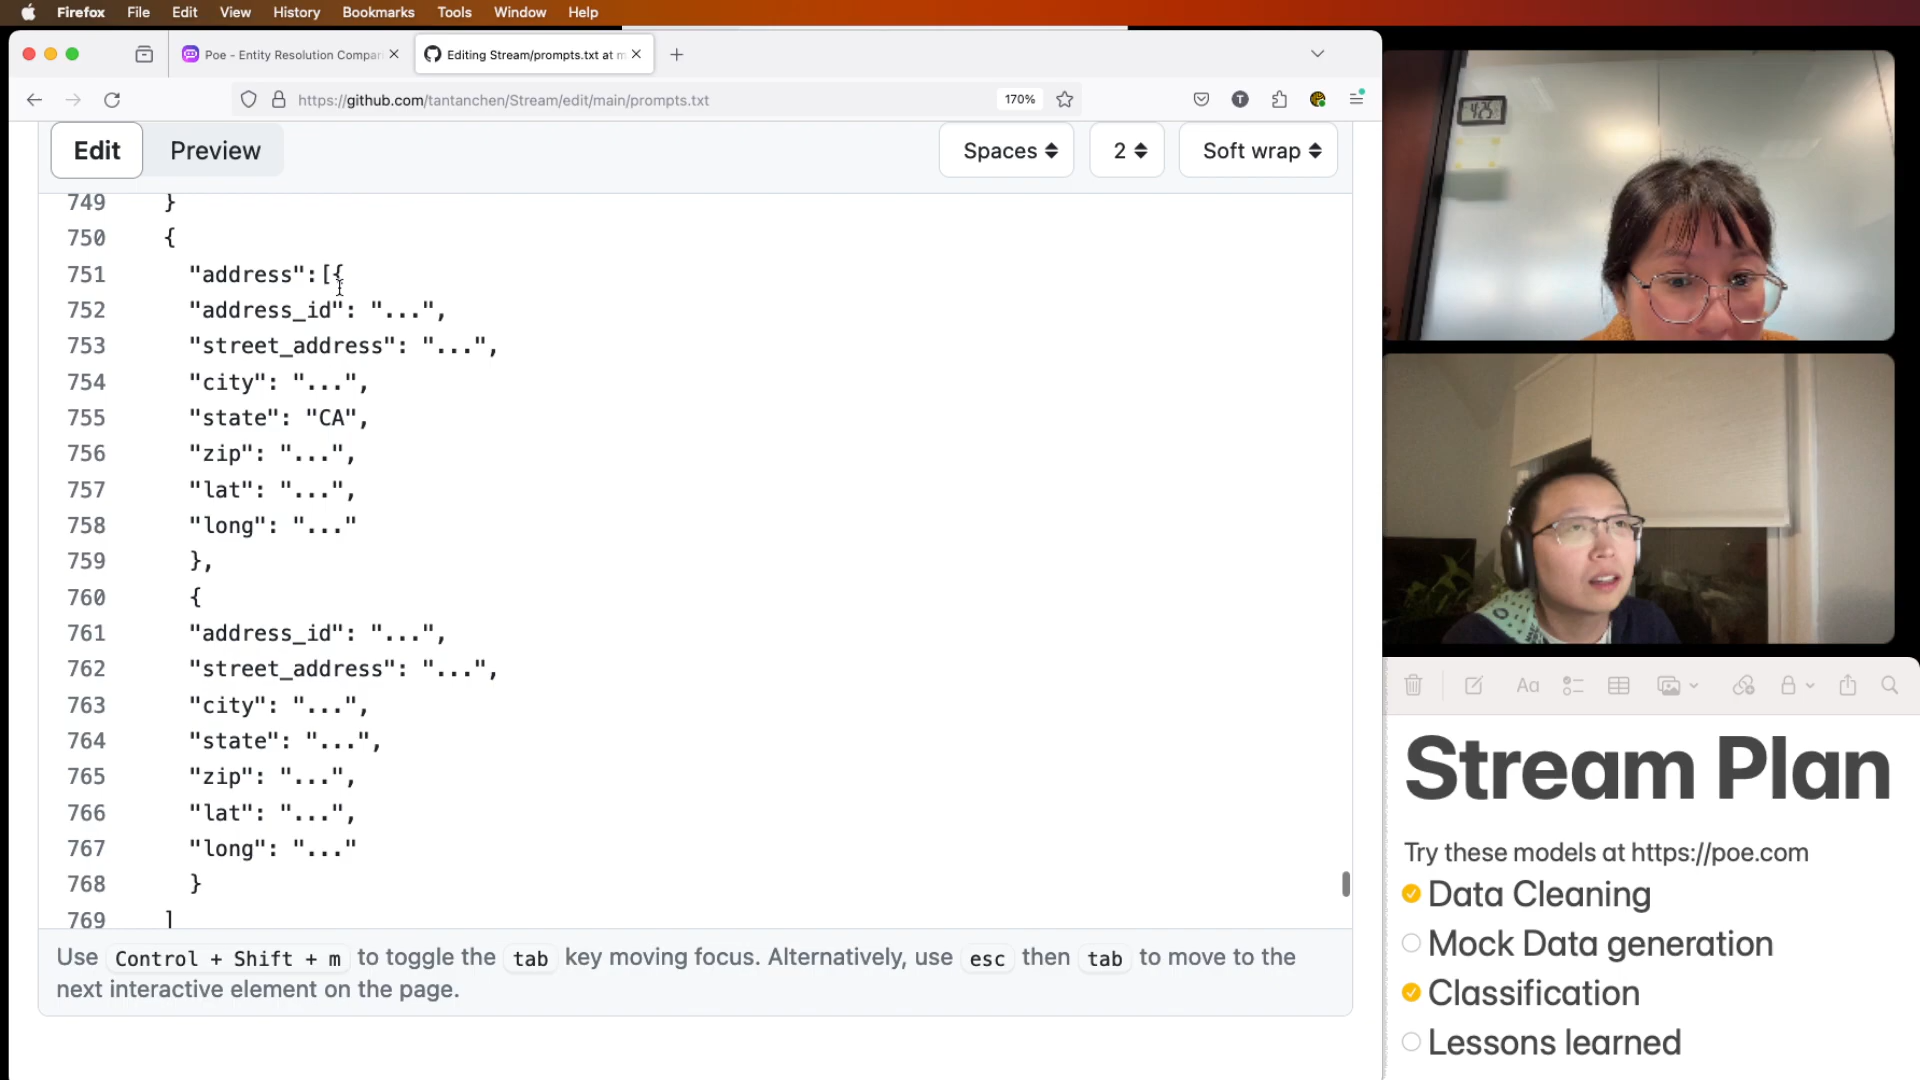 Firefox File Edit View History Bookmarks Tools Window Help
Poe - Entity Resolution Compar
Editing Stream/prompts.txt at m
https://github.com/tantanchen/Stream/edit/main/prompts.txt
170%
T
Edit
Preview
Spaces
2
Soft wrap
749 }
750 {
751 "address":[{
752 "address_id": "...",
753 "street_address": "...",
754 "city": "...",
755 "state": "CA",
756 "zip": "...",
757 "lat": "...",
758 "long": "..."
759 },
760 {
761 "address_id": "...",
762 "street_address": "...",
763 "city": "...",
764 "state": "...",
765 "zip": "...",
766 "lat": "...",
767 "long": "..."
768 }
769 ]
Use Control + Shift + m to toggle the tab key moving focus. Alternatively, use esc then tab to move to the
next interactive element on the page.
4:25
Aa
Stream Plan
Try these models at https://poe.com
Data Cleaning
Mock Data generation
Classification
Lessons learned